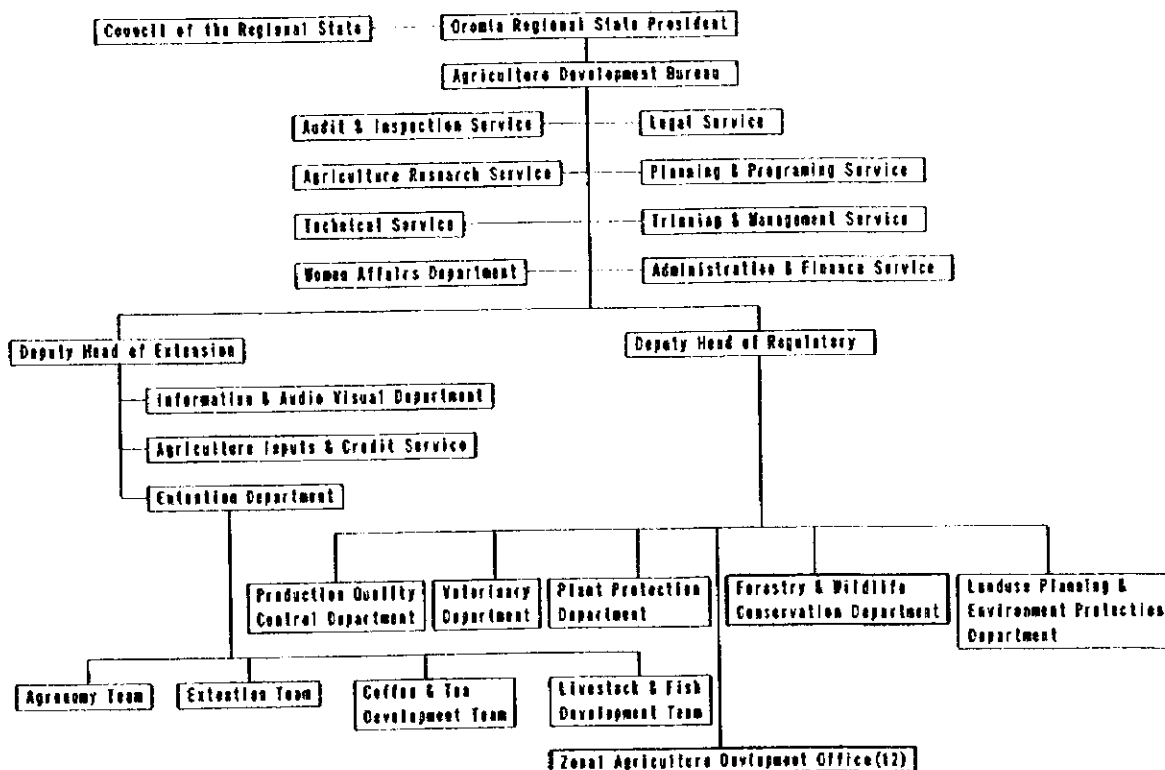 Council of the Regional State
Oromia Regional State President
Agriculture Development Bureau
Audit & Inspection Service
Legal Service
Agriculture Research Service
Planning & Programing Service
Technical Service
Trinning & Management Service
Women Affairs Department
Administration & Finance Service
Deputy Head of Extension
Deputy Head of Regulatory
Information & Audio Visual Department
Agriculture Inputs & Credit Service
Extention Department
Production Quality
Control Department
Veterinary
Department
Plant Protection
Department
Forestry & Wildlife
Conservation Department
Landuse Planning &
Environment Protection
Department
Agronomy Team
Extention Team
Coffee & Tea
Development Team
Livestock & Fish
Development Team
Zonal Agriculture Devlopment Office(12)